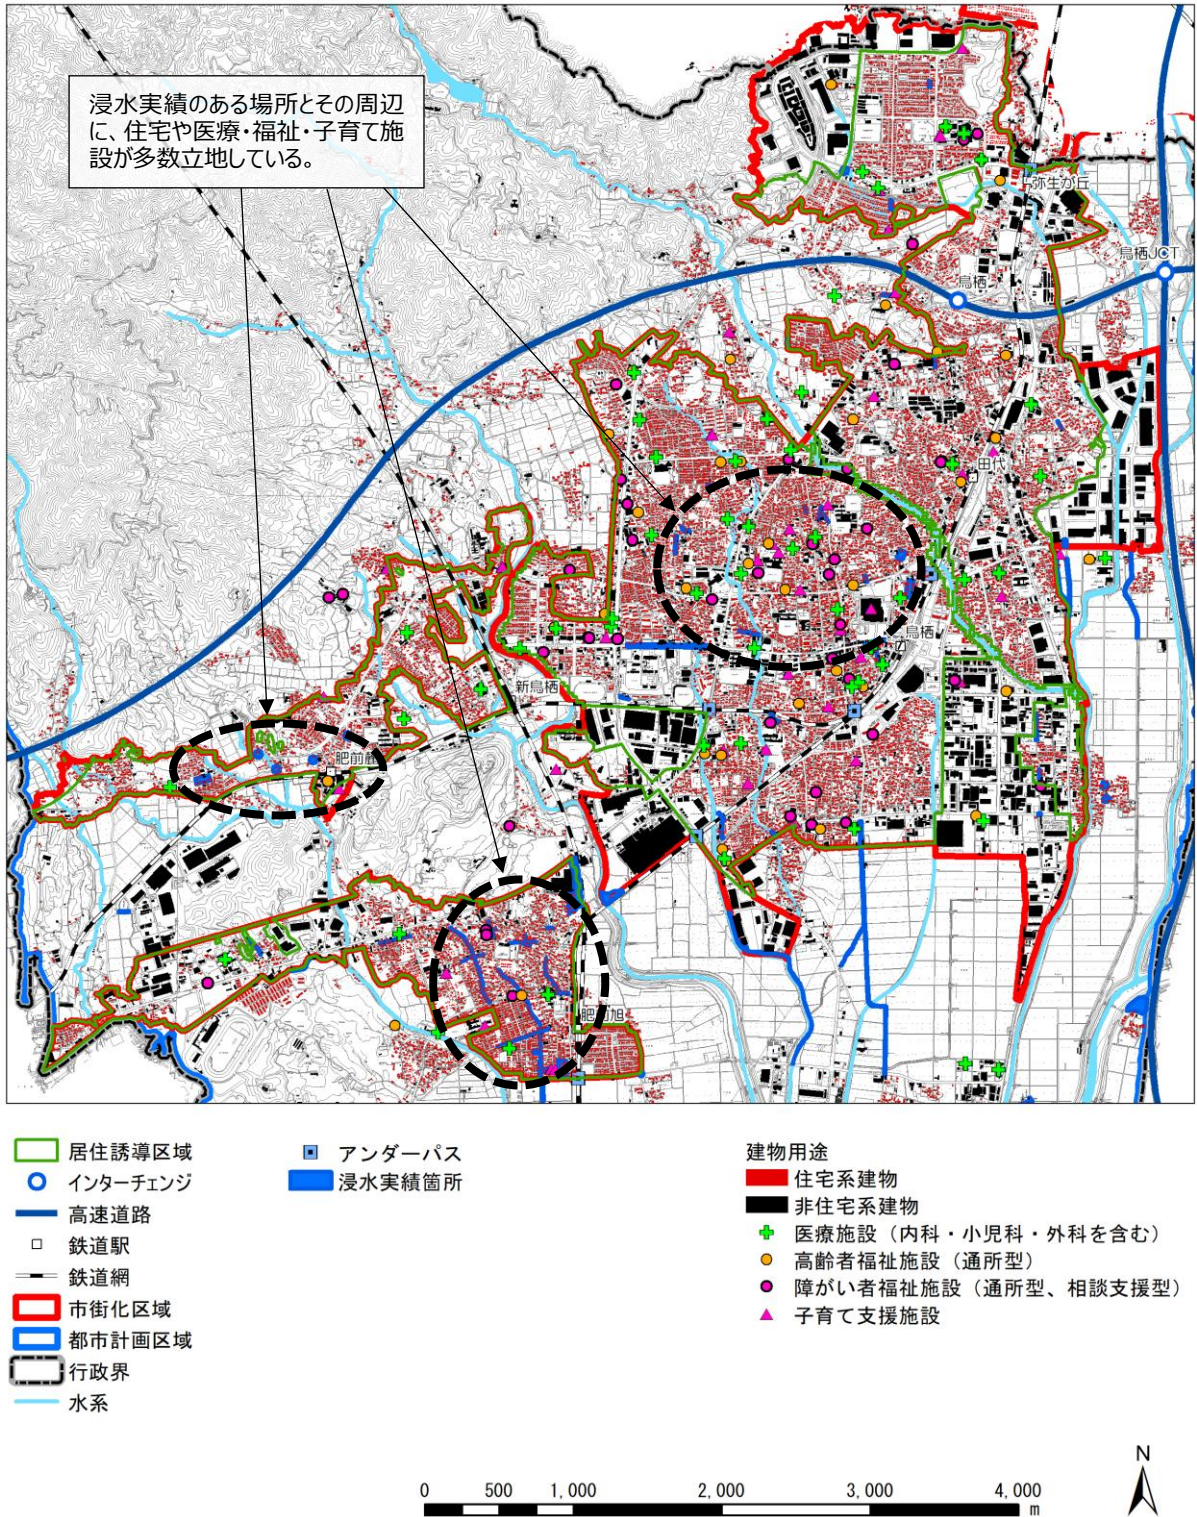 浸水実績のある場所とその周辺
に、住宅や医療・福祉・子育て施
設が多数立地している。
弥生が丘
鳥栖JCT
鳥栖
田代
鳥栖
新鳥栖
肥前麓
肥前旭
居住誘導区域
インターチェンジ
高速道路
鉄道駅
鉄道網
市街化区域
都市計画区域
行政界
水系
アンダーパス
浸水実績箇所
建物用途
住宅系建物
非住宅系建物
医療施設（内科・小児科・外科を含む）
高齢者福祉施設（通所型）
障がい者福祉施設（通所型、相談支援型）
子育て支援施設
N
0 500 1,000 2,000 3,000 4,000
m